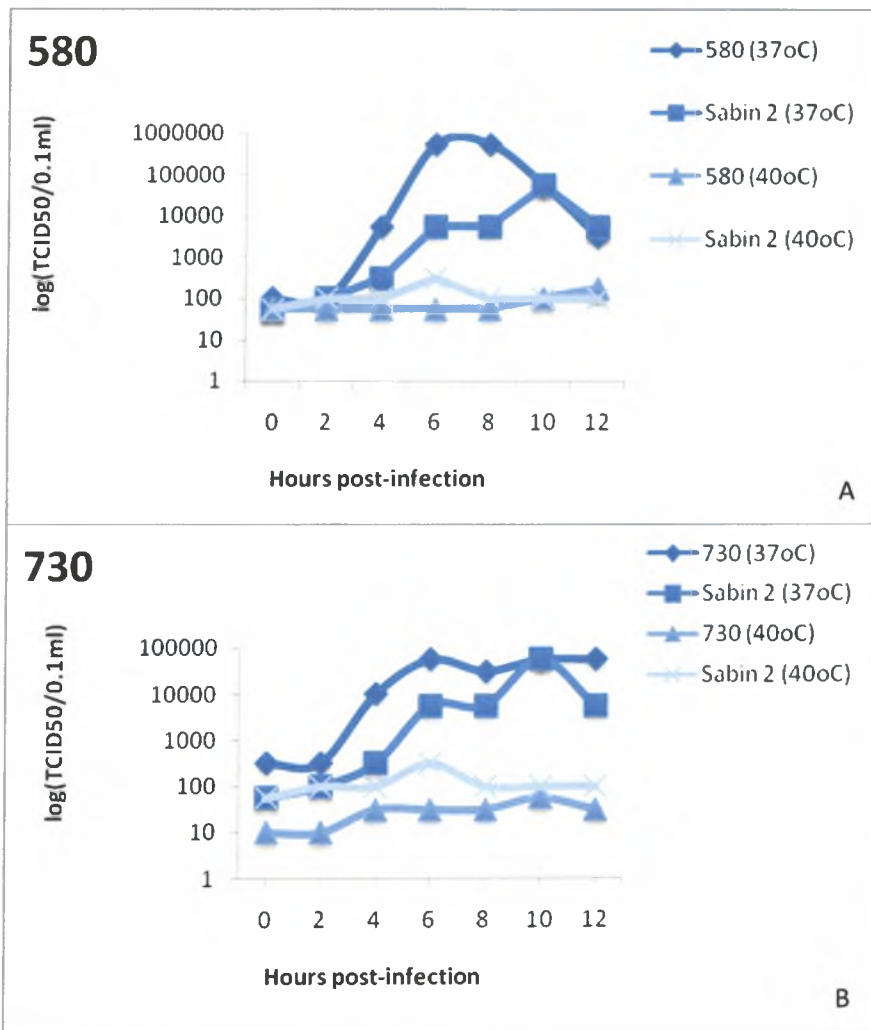 580
580 (37oC)
Sabin 2 (37oC)
580 (40oC)
Sabin 2 (40oC)
log(TCID50/0.1ml)
1000000
100000
10000
1000
100
10
1
0 2 4 6 8 10 12
Hours post-infection
A
730
730 (37oC)
Sabin 2 (37oC)
730 (40oC)
Sabin 2 (40oC)
log(TCID50/0.1ml)
100000
10000
1000
100
10
1
0 2 4 6 8 10 12
Hours post-infection
B